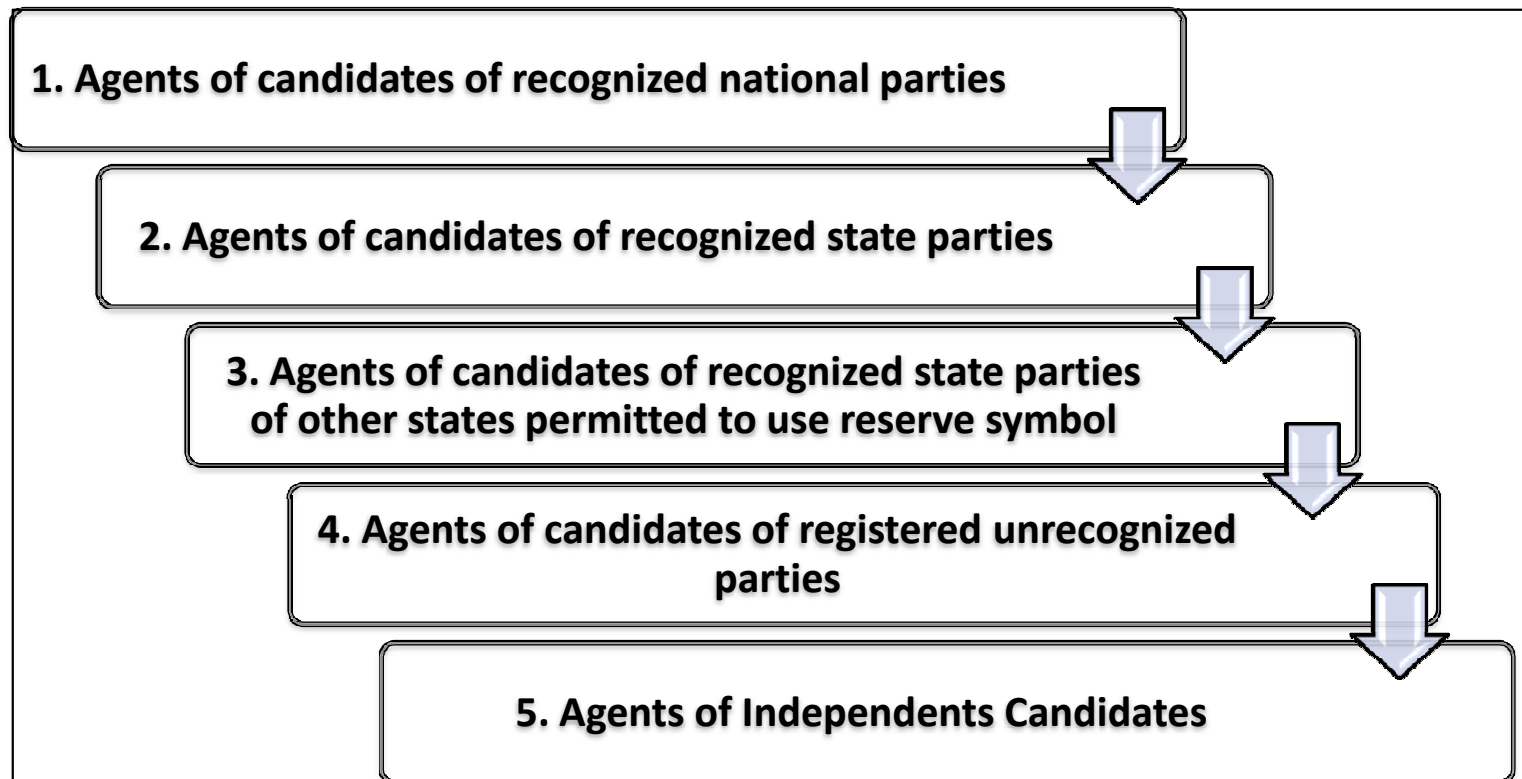 1. Agents of candidates of recognized national parties
2. Agents of candidates of recognized state parties
3. Agents of candidates of recognized state parties
of other states permitted to use reserve symbol
4. Agents of candidates of registered unrecognized
parties
5. Agents of Independents Candidates